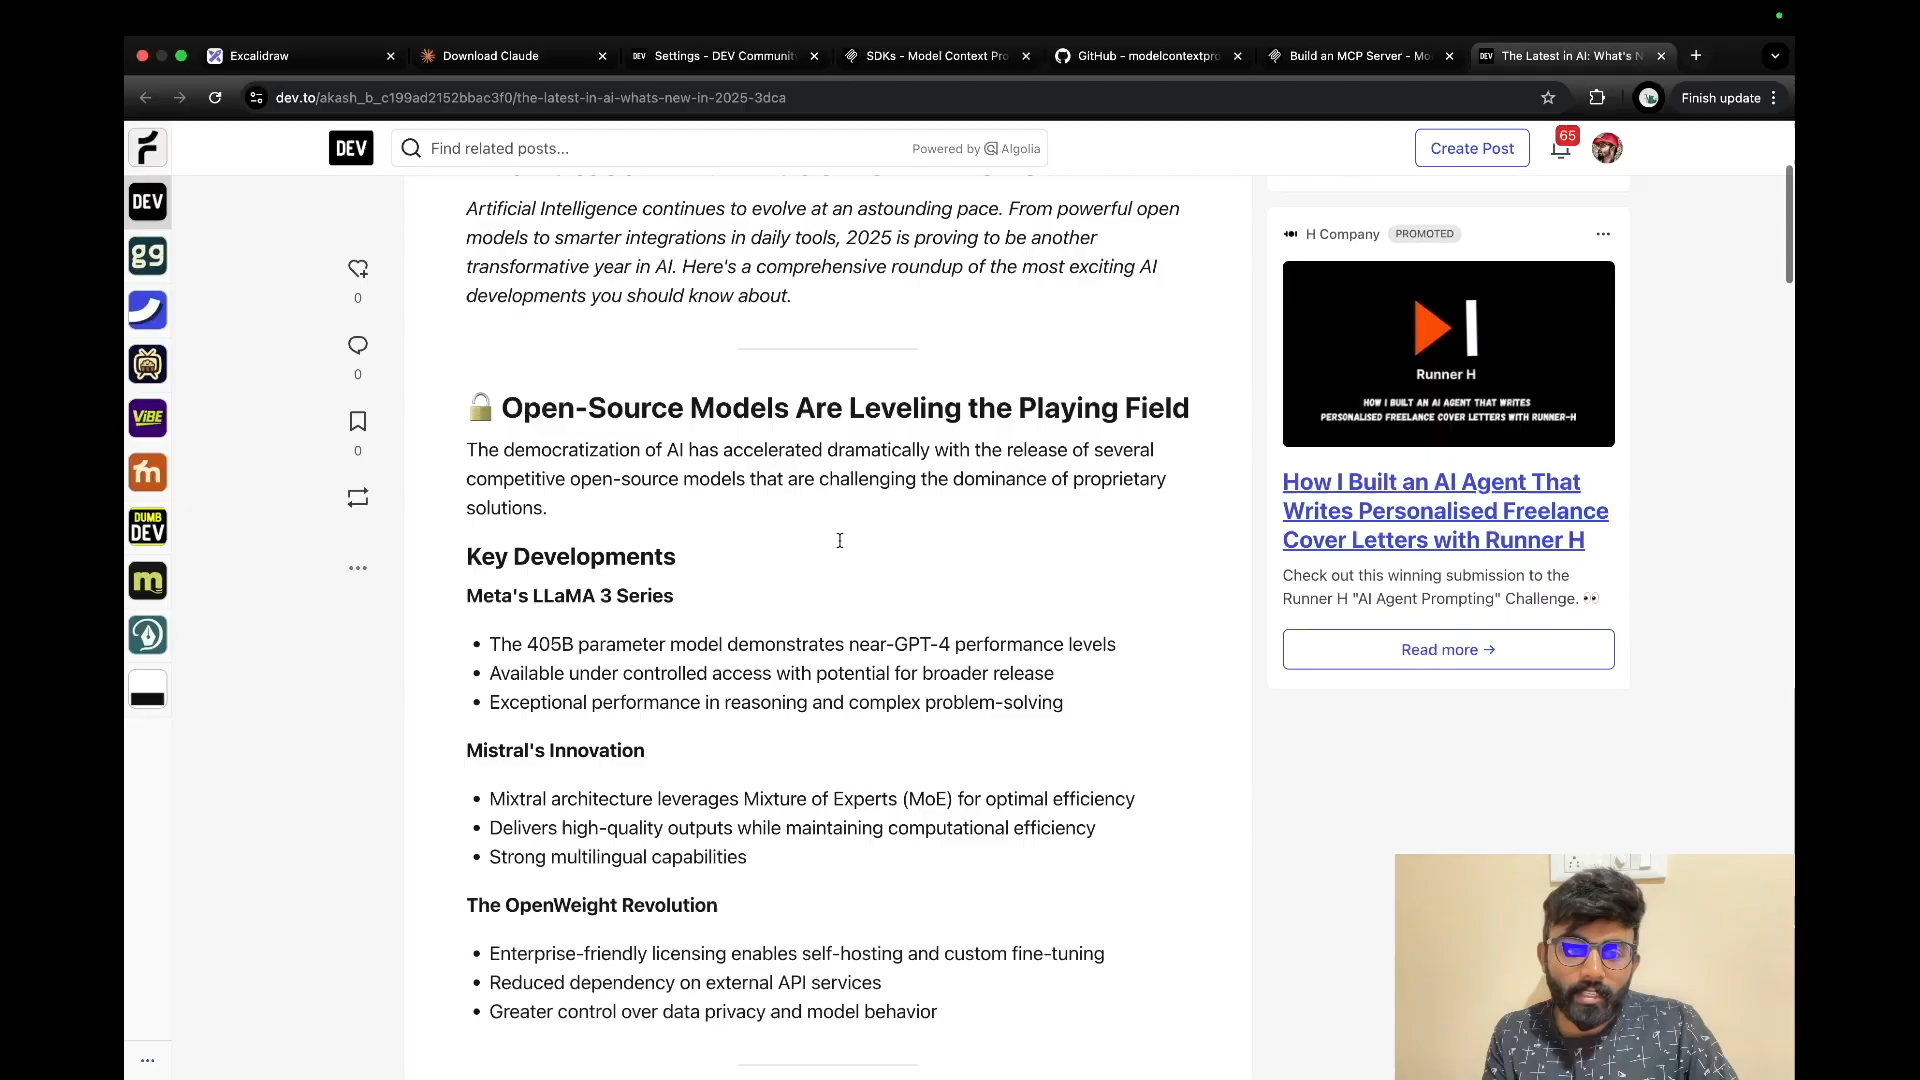 Excalidraw
Download Claude
DEV Settings - DEV Communit
SDKs - Model Context Pro
GitHub - modelcontextpro
Build an MCP Server - Mo
DEV The Latest in AI: What's N
dev.to/akash_b_c199ad2152bbac3f0/the-latest-in-ai-whats-new-in-2025-3dca
Finish update
DEV
Find related posts...
Powered by Algolia
Create Post
65
DEV
gg
ViBE
fm
DUMB
DEV
m
...
Artificial Intelligence continues to evolve at an astounding pace. From powerful open
models to smarter integrations in daily tools, 2025 is proving to be another
transformative year in AI. Here's a comprehensive roundup of the most exciting AI
developments you should know about.
0
0
0
🔓 Open-Source Models Are Leveling the Playing Field
The democratization of AI has accelerated dramatically with the release of several
competitive open-source models that are challenging the dominance of proprietary
solutions.
Key Developments
Meta's LLaMA 3 Series
• The 405B parameter model demonstrates near-GPT-4 performance levels
• Available under controlled access with potential for broader release
• Exceptional performance in reasoning and complex problem-solving
Mistral's Innovation
• Mixtral architecture leverages Mixture of Experts (MoE) for optimal efficiency
• Delivers high-quality outputs while maintaining computational efficiency
• Strong multilingual capabilities
The OpenWeight Revolution
• Enterprise-friendly licensing enables self-hosting and custom fine-tuning
• Reduced dependency on external API services
• Greater control over data privacy and model behavior
H Company PROMOTED
Runner H
HOW I BUILT AN AI AGENT THAT WRITES
PERSONALISED FREELANCE COVER LETTERS WITH RUNNER-H
How I Built an AI Agent That
Writes Personalised Freelance
Cover Letters with Runner H
Check out this winning submission to the
Runner H "AI Agent Prompting" Challenge. 👀
Read more →